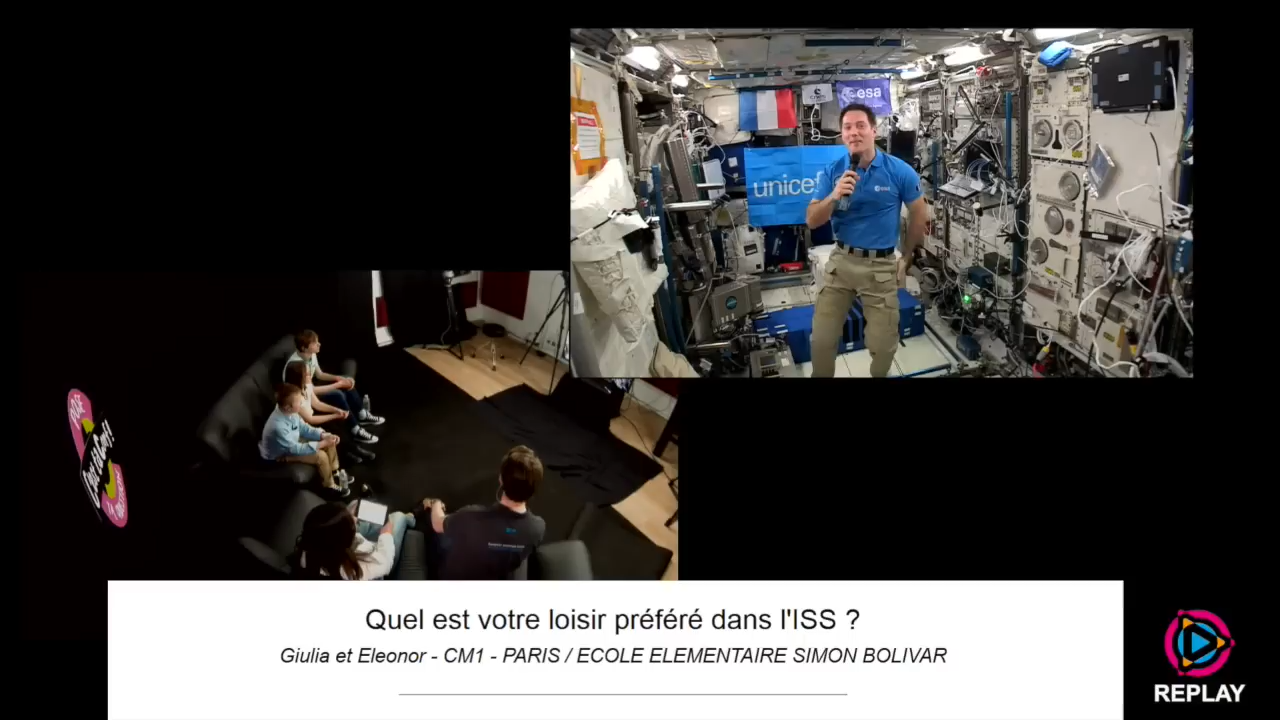 esa
unicef
esa
Quel est votre loisir préféré dans l'ISS ?
Giulia et Eleonor - CM1 - PARIS / ECOLE ELEMENTAIRE SIMON BOLIVAR
REPLAY